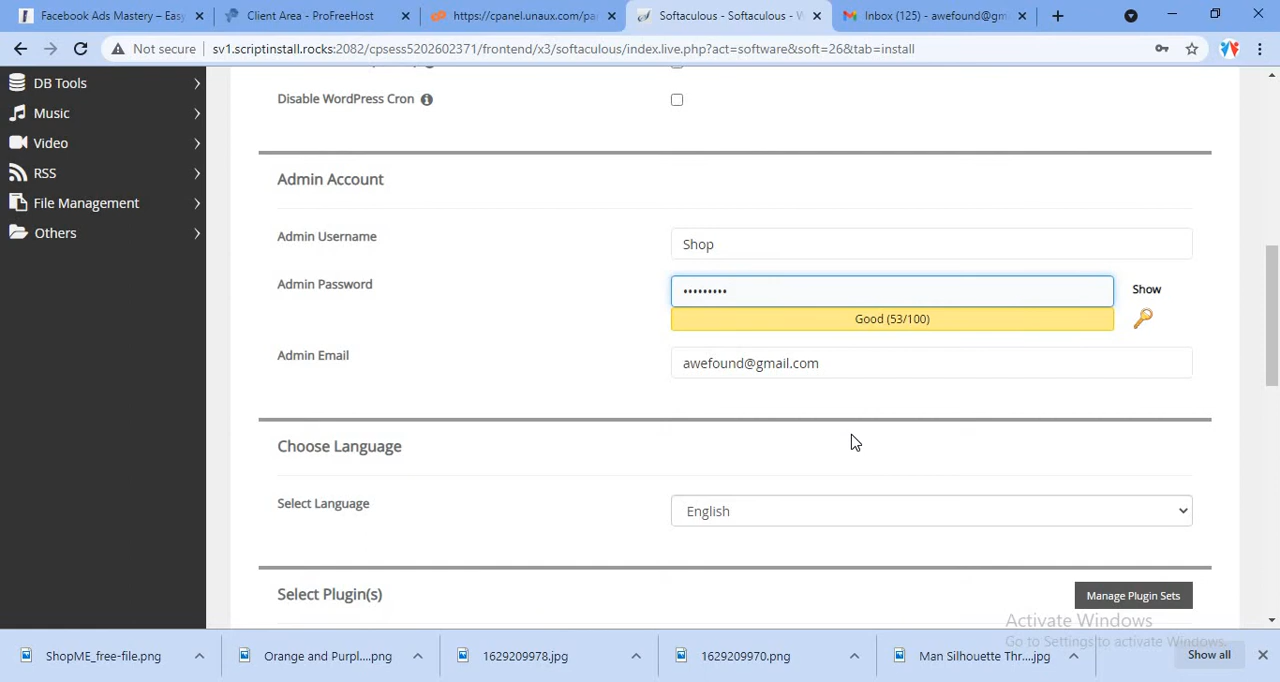 Facebook Ads Mastery – Easy
Client Area - ProFreeHost
https://cpanel.unaux.com/pa
Softaculous - Softaculous - W
Inbox (125) - awefound@gm
Not secure
sv1.scriptinstall.rocks:2082/cpsess5202602371/frontend/x3/softaculous/index.live.php?act=software&soft=26&tab=install
DB Tools
Music
Video
RSS
File Management
Others
Disable WordPress Cron
Admin Account
Admin Username
Shop
Admin Password
•••••••••
Show
Good (53/100)
Admin Email
awefound@gmail.com
Choose Language
Select Language
English
Select Plugin(s)
Manage Plugin Sets
Activate Windows
Go to Settings to activate Windows.
ShopME_free-file.png
Orange and Purpl....png
1629209978.jpg
1629209970.png
Man Silhouette Thr....jpg
Show all